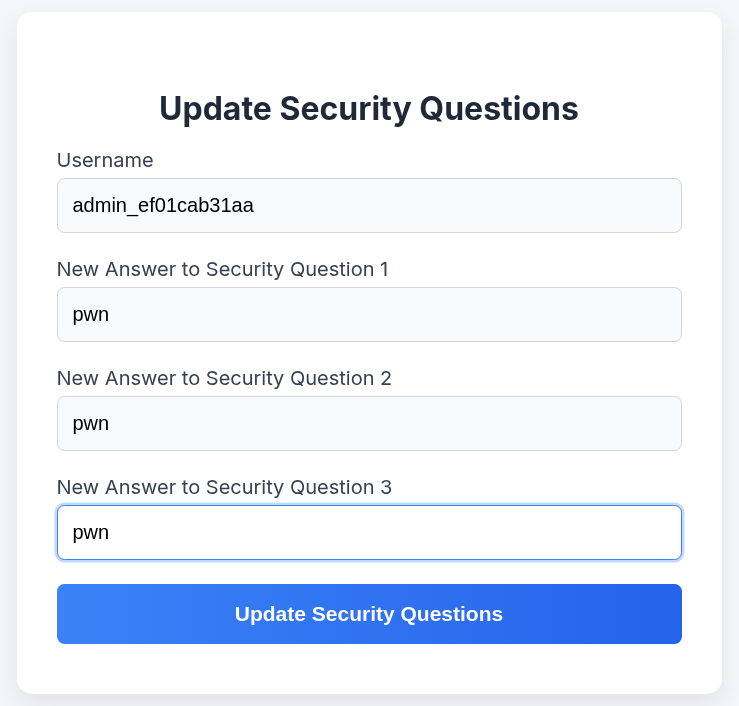 Update Security Questions
Username
admin_ef01cab31aa
New Answer to Security Question 1
pwn
New Answer to Security Question 2
pwn
New Answer to Security Question 3
pwn
Update Security Questions